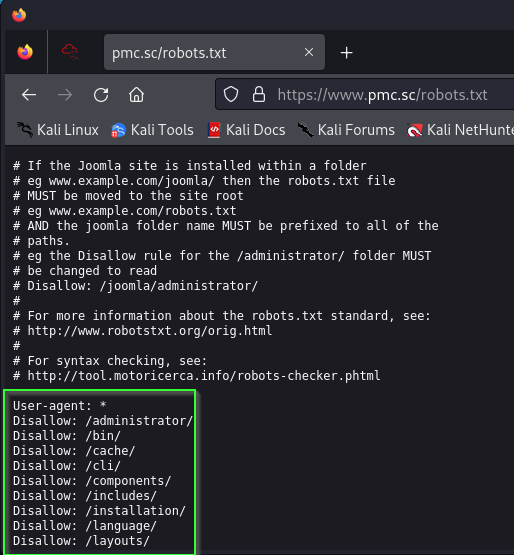 pmc.sc/robots.txt
https://www.pmc.sc/robots.txt
Kali Linux Kali Tools Kali Docs Kali Forums Kali NetHunte
# If the Joomla site is installed within a folder
# eg www.example.com/joomla/ then the robots.txt file
# MUST be moved to the site root
# eg www.example.com/robots.txt
# AND the joomla folder name MUST be prefixed to all of the
# paths.
# eg the Disallow rule for the /administrator/ folder MUST
# be changed to read
# Disallow: /joomla/administrator/
#
# For more information about the robots.txt standard, see:
# http://www.robotstxt.org/orig.html
#
# For syntax checking, see:
# http://tool.motoricerca.info/robots-checker.phtml
User-agent: *
Disallow: /administrator/
Disallow: /bin/
Disallow: /cache/
Disallow: /cli/
Disallow: /components/
Disallow: /includes/
Disallow: /installation/
Disallow: /language/
Disallow: /layouts/